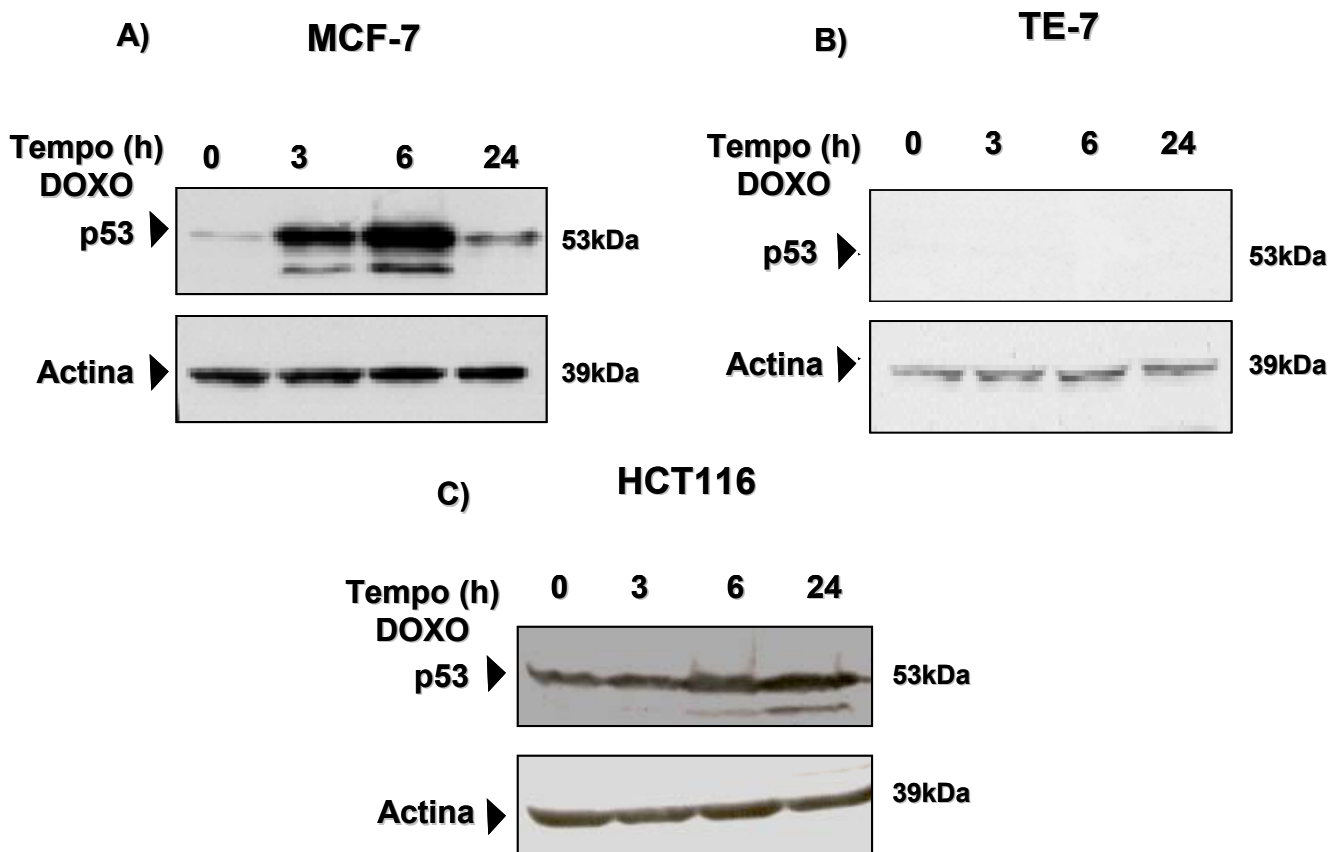 A)
MCF-7
Tempo (h) 0 3 6 24
DOXO
p53
53kDa
Actina
39kDa
B)
TE-7
Tempo (h) 0 3 6 24
DOXO
p53
53kDa
Actina
39kDa
C)
HCT116
Tempo (h) 0 3 6 24
DOXO
p53
53kDa
Actina
39kDa